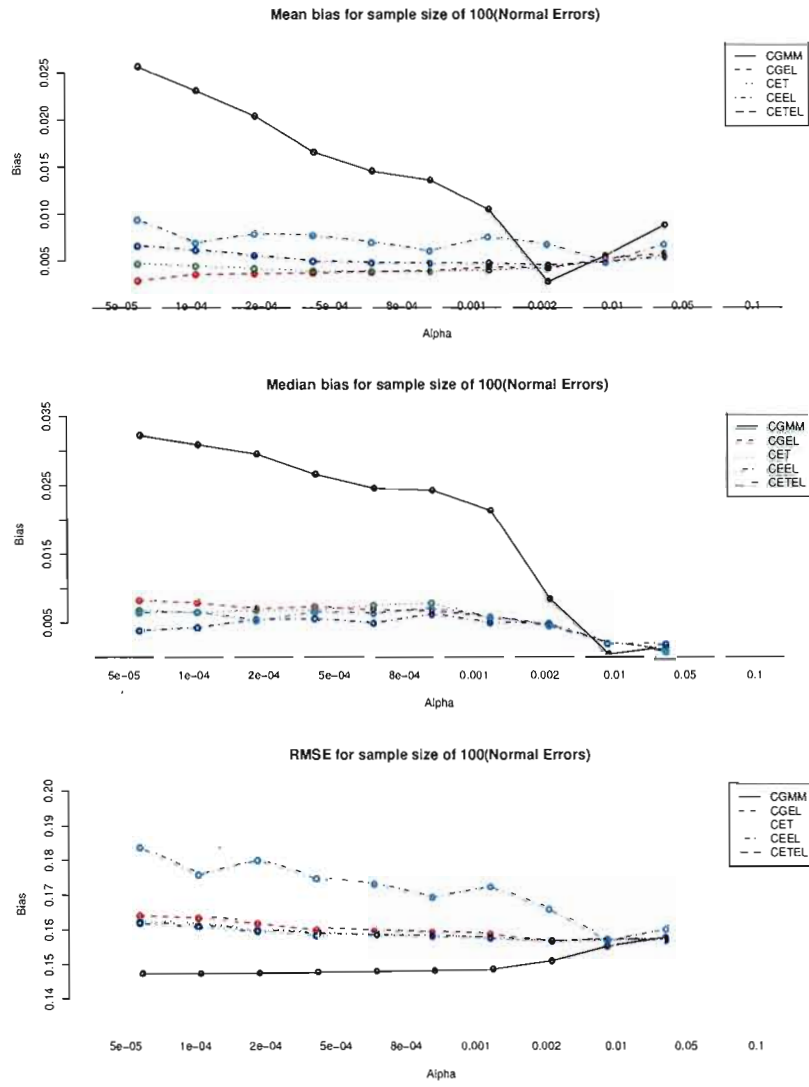 Mean bias for sample size of 100(Normal Errors)
CGMM
CGEL
CET
CEEL
CETEL
Bias
0.025
0.020
0.015
0.010
0.005
5e-05 1e-04 2e-04 5e-04 8e-04 0.001 0.002 0.01 0.05 0.1
Alpha
Median bias for sample size of 100(Normal Errors)
CGMM
CGEL
CET
CEEL
CETEL
Bias
0.035
0.025
0.015
0.005
5e-05 1e-04 2e-04 5e-04 8e-04 0.001 0.002 0.01 0.05 0.1
Alpha
RMSE for sample size of 100(Normal Errors)
CGMM
CGEL
CET
CEEL
CETEL
Bias
0.20
0.19
0.18
0.17
0.16
0.15
0.14
5e-05 1e-04 2e-04 5e-04 8e-04 0.001 0.002 0.01 0.05 0.1
Alpha